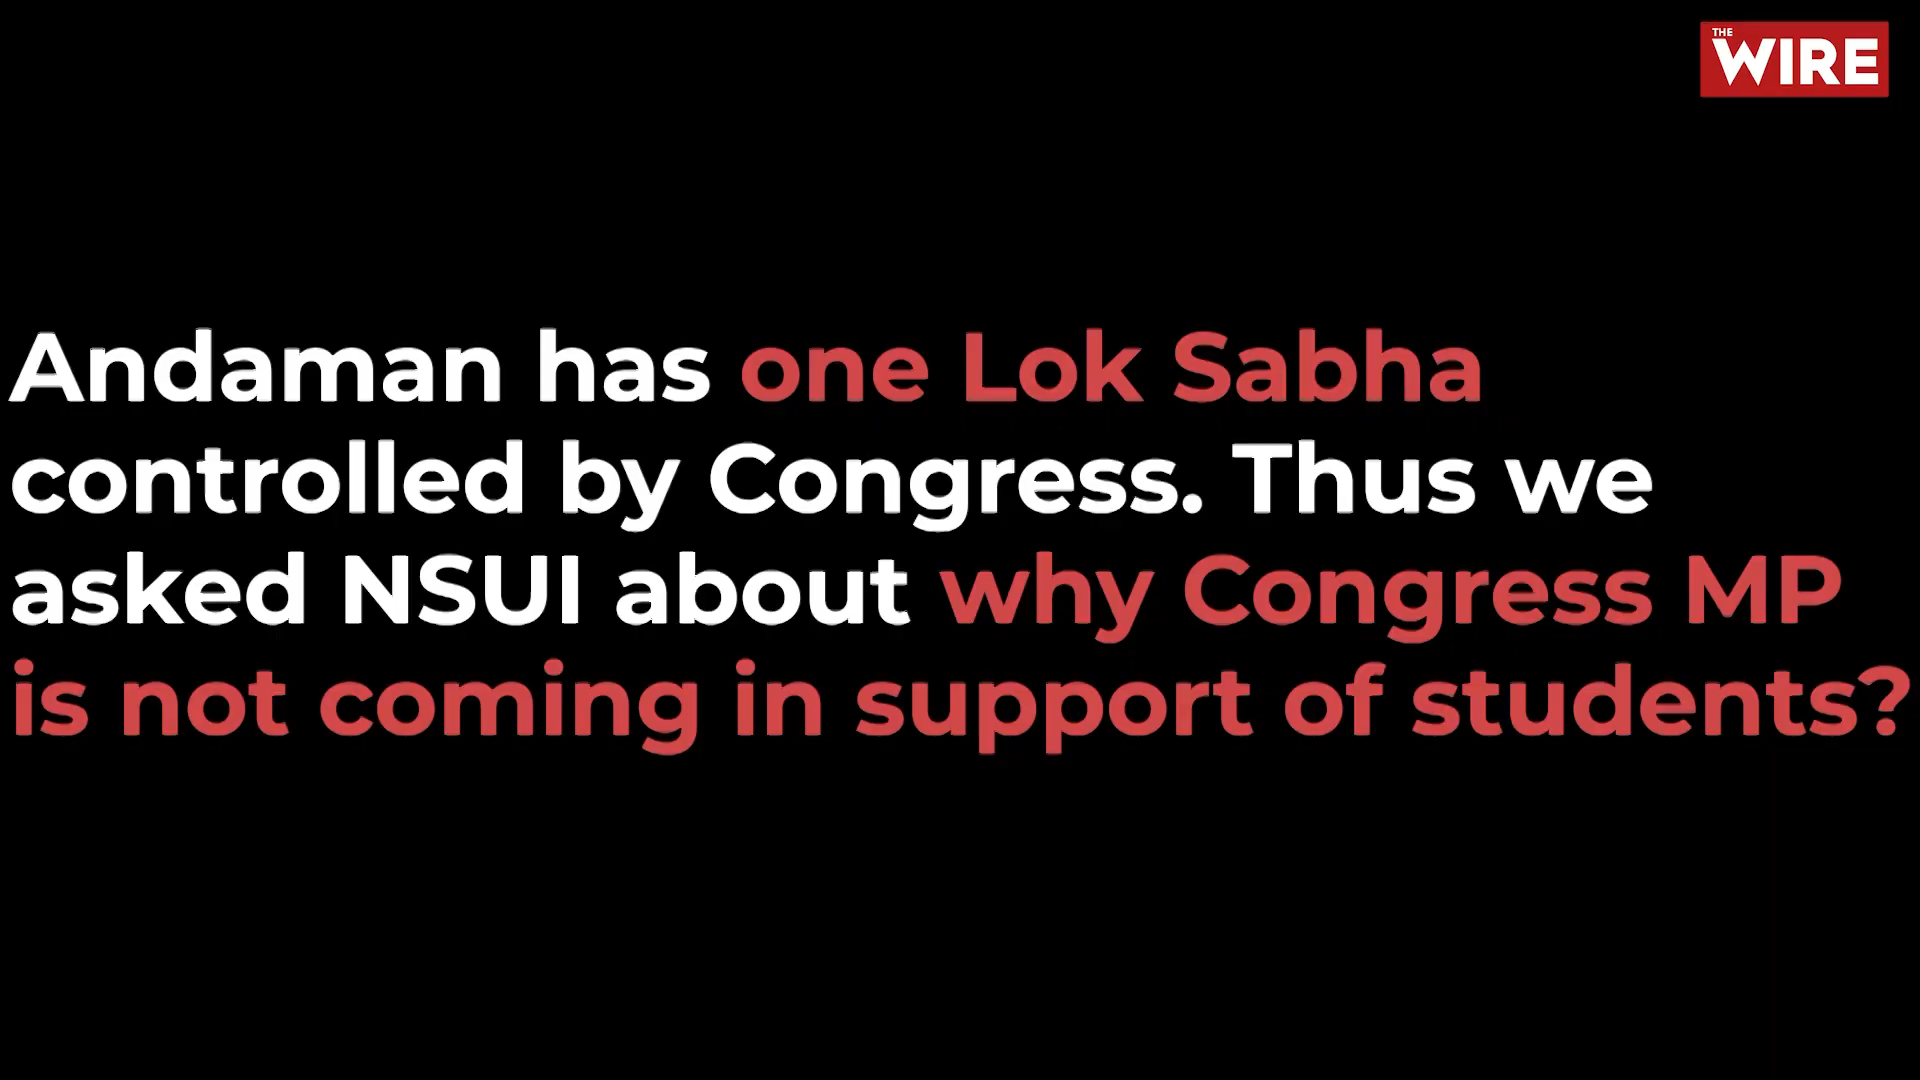 THE
WIRE
Andaman has one Lok Sabha
controlled by Congress. Thus we
asked NSUI about why Congress MP
is not coming in support of students?